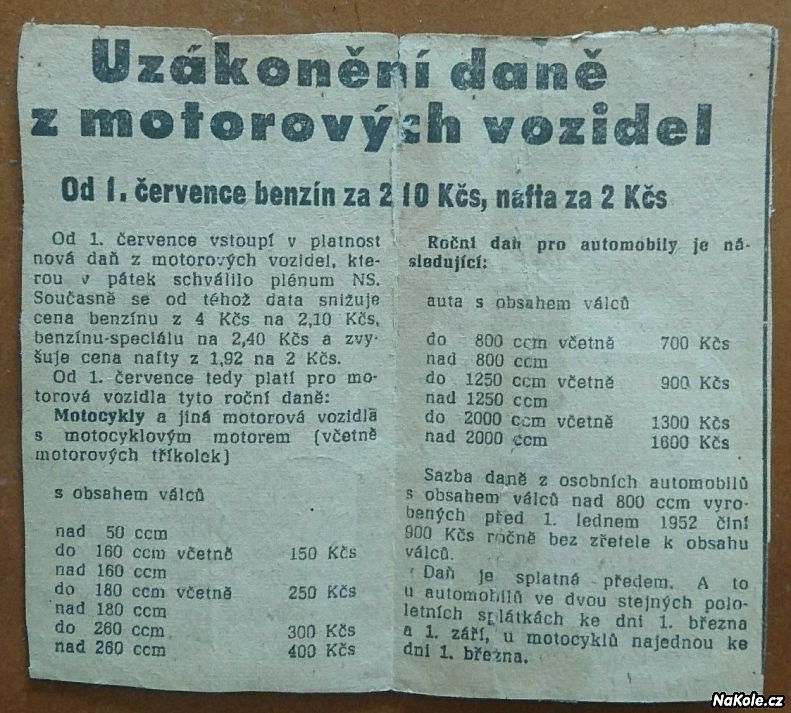 Uzákonění daně
z motorových vozidel
Od 1. července benzín za 2,10 Kčs, nafta za 2 Kčs
Od 1. července vstoupí v platnost
nová daň z motorových vozidel, kte-
rou v pátek schválilo plénum NS.
Současně se od téhož data snižuje
cena benzínu z 4 Kčs na 2,10 Kčs,
benzínu-speciálu na 2,40 Kčs a zvy-
šuje cena nafty z 1,92 na 2 Kčs.
Od 1. července tedy platí pro mo-
torová vozidla tyto roční daně:
Motocykly a jiná motorová vozidla
s motocyklovým motorem (včetně
motorových tříkolek)
s obsahem válců
nad 50 ccm
do 160 ccm včetně 150 Kčs
nad 160 ccm
do 180 ccm včetně 250 Kčs
nad 180 ccm
do 260 ccm 300 Kčs
nad 260 ccm 400 Kčs
Roční daň pro automobily je ná-
sledující:
auta s obsahem válců
do 800 ccm včetně 700 Kčs
nad 800 ccm
do 1250 ccm včetně 900 Kčs
nad 1250 ccm
do 2000 ccm včetně 1300 Kčs
nad 2000 ccm 1600 Kčs
Sazba daně z osobních automobilů
s obsahem válců nad 800 ccm vyro-
bených před 1. lednem 1952 činí
900 Kčs ročně bez zřetele k obsahu
válců.
Daň je splatná předem. A to
u automobilů ve dvou stejných polo-
letních splátkách ke dni 1. března
a 1. září, u motocyklů najednou ke
dni 1. března.
NaKole.cz